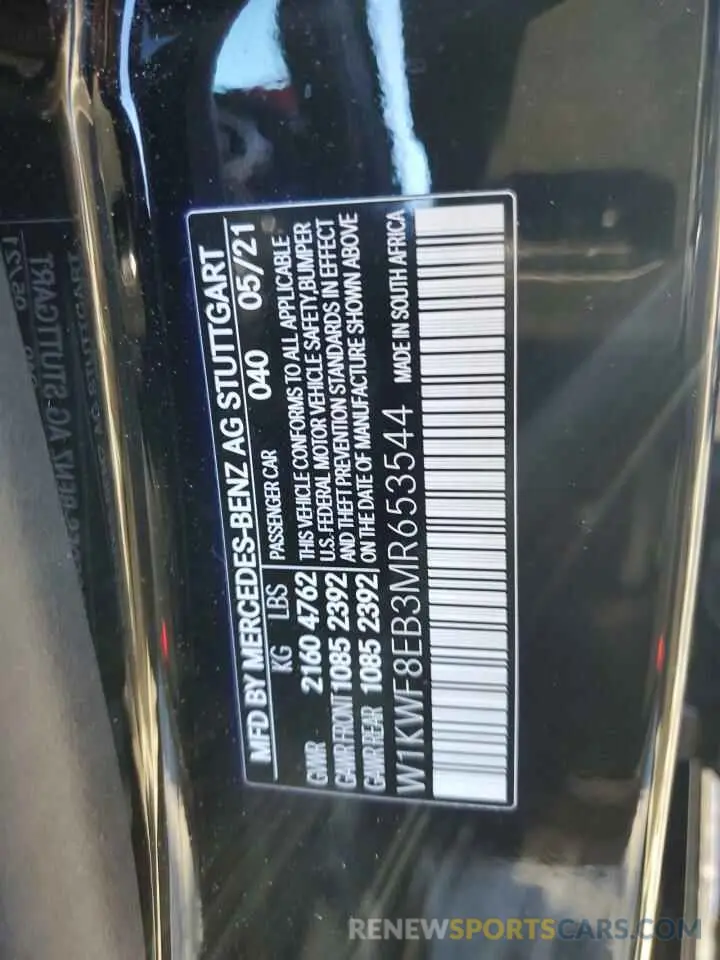 MFD BY MERCEDES-BENZ AG STUTTGART
KG LBS PASSENGER CAR 040 05/21
GWR 2160 4762 THIS VEHICLE CONFORMS TO ALL APPLICABLE
U.S. FEDERAL MOTOR VEHICLE SAFETY,BUMPER
GAWR FRONT 1085 2392 AND THEFT PREVENTION STANDARDS IN EFFECT
GAWR REAR 1085 2392 ON THE DATE OF MANUFACTURE SHOWN ABOVE
W1KWF8EB3MR653544 MADE IN SOUTH AFRICA
RENEWSPORTSCARS.COM